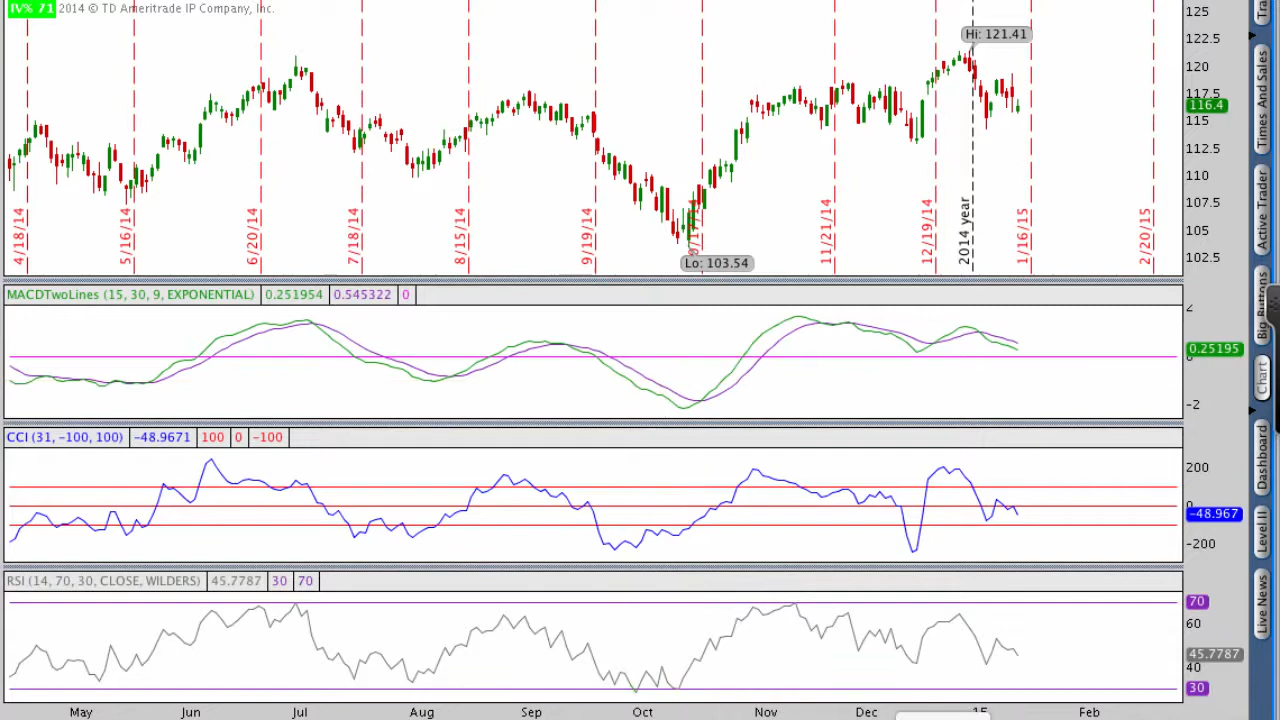 IV% 71 2014 © TD Ameritrade IP Company, Inc.
125
122.5
120
117.5
116.4
115
112.5
110
107.5
105
102.5
Hi: 121.41
Lo: 103.54
4/18/14
5/16/14
6/20/14
7/18/14
8/15/14
9/19/14
11/21/14
12/19/14
2014 year
1/16/15
2/20/15
MACDTwoLines (15, 30, 9, EXPONENTIAL) 0.251954 0.545322 0
2
0.25195
-2
CCI (31, -100, 100) -48.9671 100 0 -100
200
0
-48.967
-200
RSI (14, 70, 30, CLOSE, WILDERS) 45.7787 30 70
70
60
45.7787
40
30
May Jun Jul Aug Sep Oct Nov Dec 15 Feb
Times And Sales
Active Trader
Big Buttons
Chart
Dashboard
Level II
Live News